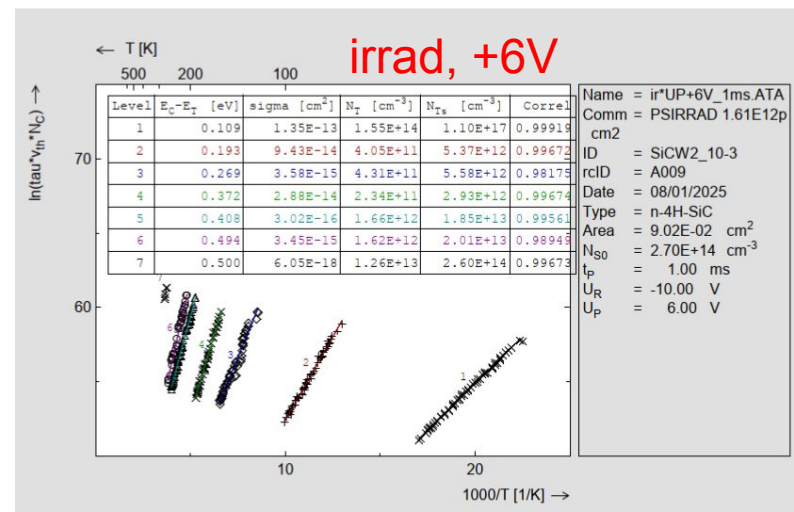 irrad, +6V
← T [K]
500 200 100
Level E_C-E_T [eV] sigma [cm²] N_T [cm⁻³] N_Ts [cm⁻³] Correl
1 0.109 1.35E-13 1.55E+14 1.10E+17 0.99919
2 0.193 9.43E-14 4.05E+11 5.37E+12 0.99672
3 0.269 3.58E-15 4.31E+11 5.58E+12 0.98175
4 0.372 2.88E-14 2.34E+11 2.93E+12 0.99674
5 0.408 3.02E-16 1.66E+12 1.85E+13 0.99561
6 0.494 3.45E-15 1.62E+12 2.01E+13 0.98949
7 0.500 6.05E-18 1.26E+13 2.60E+14 0.99673
ln(tau*v_th*N_C) →
70
60
7
6
4
3
2
1
10 20
1000/T [1/K] →
Name = ir*UP+6V_1ms.ATA
Comm = PSIRRAD 1.61E12p
cm2
ID = SiCW2_10-3
rcID = A009
Date = 08/01/2025
Type = n-4H-SiC
Area = 9.02E-02 cm²
N_S0 = 2.70E+14 cm⁻³
t_P = 1.00 ms
U_R = -10.00 V
U_P = 6.00 V